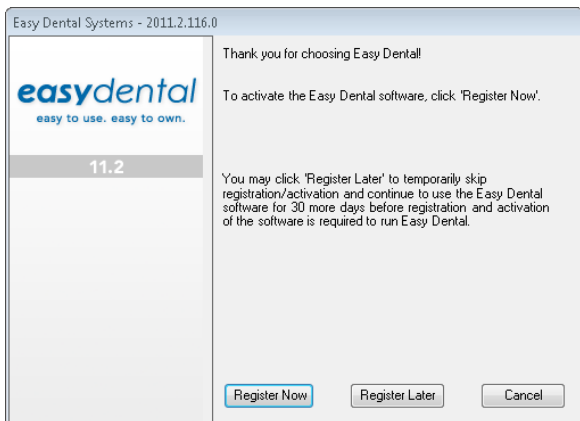 Easy Dental Systems - 2011.2.116.0
easydental
easy to use. easy to own.
11.2
Thank you for choosing Easy Dental!
To activate the Easy Dental software, click 'Register Now'.
You may click 'Register Later' to temporarily skip
registration/activation and continue to use the Easy Dental
software for 30 more days before registration and activation
of the software is required to run Easy Dental.
Register Now
Register Later
Cancel